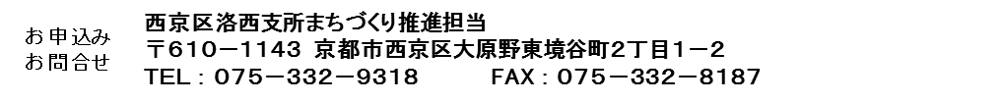 お申込み
お問合せ
西京区洛西支所まちづくり推進担当
〒６１０－１１４３ 京都市西京区大原野東境谷町２丁目１－２
TEL：０７５－３３２－９３１８　　FAX：０７５－３３２－８１８７